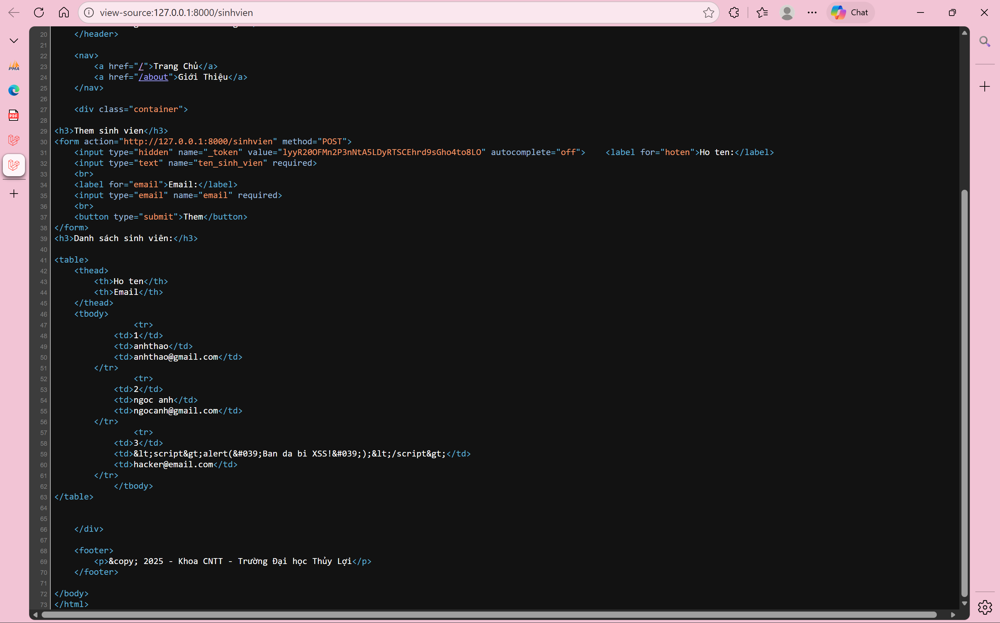 view-source:127.0.0.1:8000/sinhvien
Chat
PMA
PDF
20 </header>
21
22 <nav>
23 <a href="/">Trang Chủ</a>
24 <a href="/about">Giới Thiệu</a>
25 </nav>
26
27 <div class="container">
28
29 <h3>Them sinh vien</h3>
30 <form action="http://127.0.0.1:8000/sinhvien" method="POST">
31 <input type="hidden" name="_token" value="lyyR20OFMn2P3nNtA5LDyRTSCEhrd9sGho4to8LO" autocomplete="off"> <label for="hoten">Ho ten:</label>
32 <input type="text" name="ten_sinh_vien" required>
33 <br>
34 <label for="email">Email:</label>
35 <input type="email" name="email" required>
36 <br>
37 <button type="submit">Them</button>
38 </form>
39 <h3>Danh sách sinh viên:</h3>
40
41 <table>
42 <thead>
43 <th>Ho ten</th>
44 <th>Email</th>
45 </thead>
46 <tbody>
47 <tr>
48 <td>1</td>
49 <td>anhthao</td>
50 <td>anhthao@gmail.com</td>
51 </tr>
52 <tr>
53 <td>2</td>
54 <td>ngoc anh</td>
55 <td>ngocanh@gmail.com</td>
56 </tr>
57 <tr>
58 <td>3</td>
59 <td>&lt;script&gt;alert(&#039;Ban da bi XSS!&#039;);&lt;/script&gt;</td>
60 <td>hacker@email.com</td>
61 </tr>
62 </tbody>
63 </table>
64
65
66 </div>
67
68 <footer>
69 <p>&copy; 2025 - Khoa CNTT - Trường Đại học Thủy Lợi</p>
70 </footer>
71
72 </body>
73 </html>